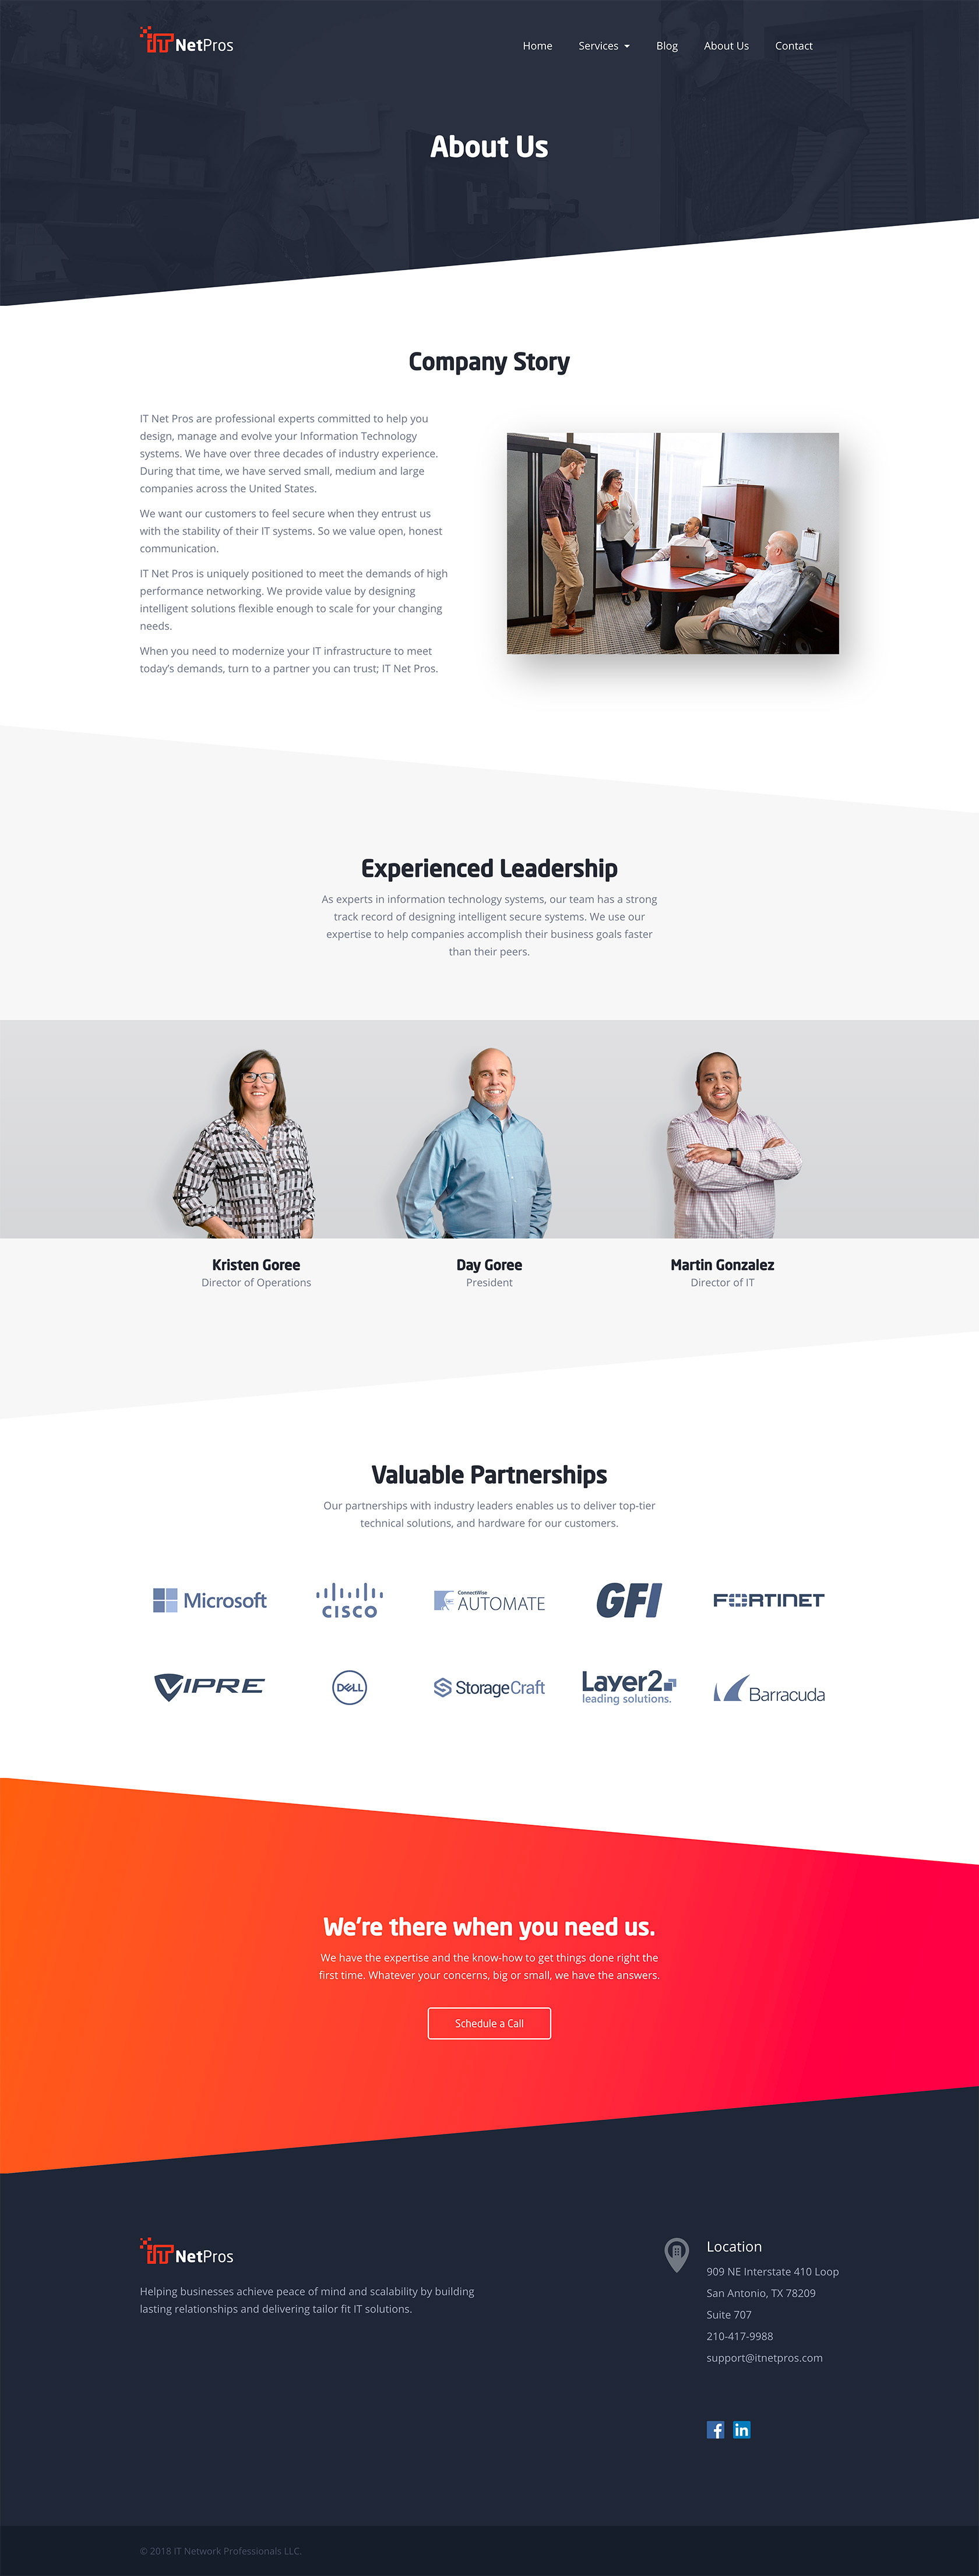 IT NetPros
Home Services Blog About Us Contact
About Us
Company Story
IT Net Pros are professional experts committed to help you
design, manage and evolve your Information Technology
systems. We have over three decades of industry experience.
During that time, we have served small, medium and large
companies across the United States.
We want our customers to feel secure when they entrust us
with the stability of their IT systems. So we value open, honest
communication.
IT Net Pros is uniquely positioned to meet the demands of high
performance networking. We provide value by designing
intelligent solutions flexible enough to scale for your changing
needs.
When you need to modernize your IT infrastructure to meet
today's demands, turn to a partner you can trust; IT Net Pros.
Experienced Leadership
As experts in information technology systems, our team has a strong
track record of designing intelligent secure systems. We use our
expertise to help companies accomplish their business goals faster
than their peers.
Kristen Goree
Director of Operations
Day Goree
President
Martin Gonzalez
Director of IT
Valuable Partnerships
Our partnerships with industry leaders enables us to deliver top-tier
technical solutions, and hardware for our customers.
Microsoft
CISCO
ConnectWise
AUTOMATE
GFI
FORTINET
VIPRE
DELL
StorageCraft
Layer2
leading solutions.
Barracuda
We're there when you need us.
We have the expertise and the know-how to get things done right the
first time. Whatever your concerns, big or small, we have the answers.
Schedule a Call
IT NetPros
Helping businesses achieve peace of mind and scalability by building
lasting relationships and delivering tailor fit IT solutions.
Location
909 NE Interstate 410 Loop
San Antonio, TX 78209
Suite 707
210-417-9988
support@itnetpros.com
f in
© 2018 IT Network Professionals LLC.